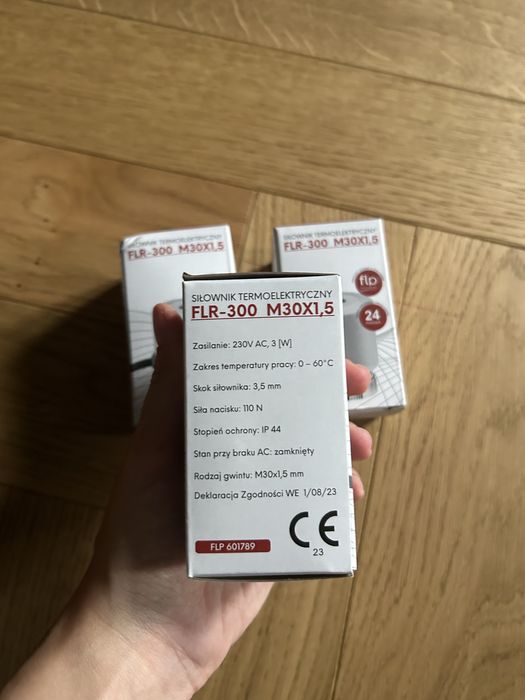 SIŁOWNIK TERMOELEKTRYCZNY
FLR-300 M30X1,5
SIŁOWNIK TERMOELEKTRYCZNY
FLR-300 M30X1,5
flp
24
SIŁOWNIK TERMOELEKTRYCZNY
FLR-300 M30X1,5
Zasilanie: 230V AC, 3 [W]
Zakres temperatury pracy: 0 – 60°C
Skok siłownika: 3,5 mm
Siła nacisku: 110 N
Stopień ochrony: IP 44
Stan przy braku AC: zamknięty
Rodzaj gwintu: M30x1,5 mm
Deklaracja Zgodności WE 1/08/23
CE
23
FLP 601789